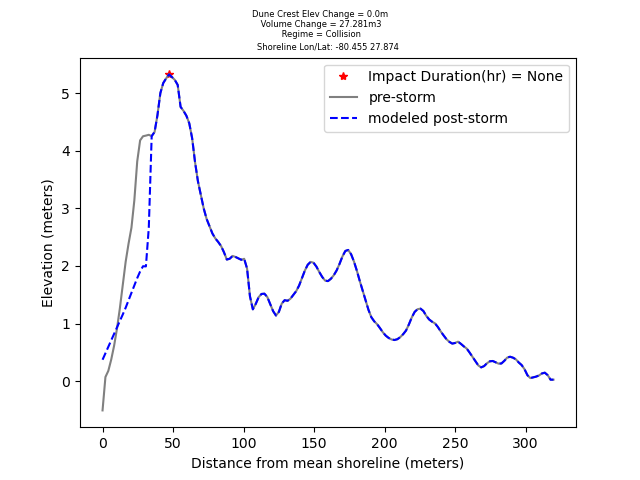 Dune Crest Elev Change = 0.0m
Volume Change = 27.281m3
Regime = Collision
Shoreline Lon/Lat: -80.455 27.874
Impact Duration(hr) = None
pre-storm
modeled post-storm
Elevation (meters)
5
4
3
2
1
0
0 50 100 150 200 250 300
Distance from mean shoreline (meters)